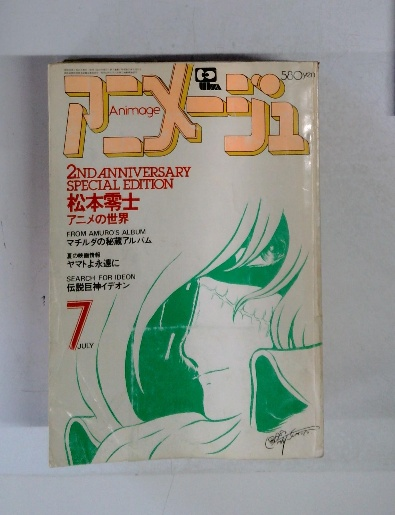 580yen
アニメージュ
Animage
2ND ANNIVERSARY
SPECIAL EDITION
松本零士
アニメの世界
FROM AMURO'S ALBUM
マチルダの秘蔵アルバム
夏の映画情報
ヤマトよ永遠に
SEARCH FOR IDEON
伝説巨神イデオン
7
JULY